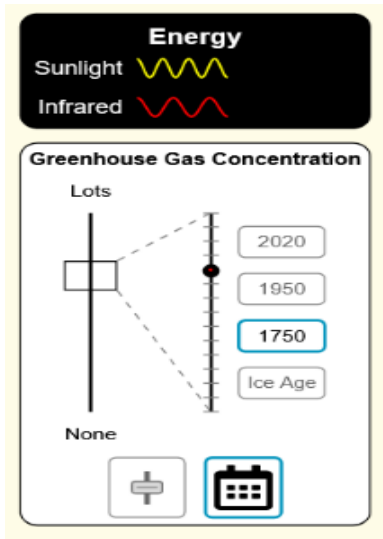 Energy
Sunlight
Infrared
Greenhouse Gas Concentration
Lots
2020
1950
1750
Ice Age
None